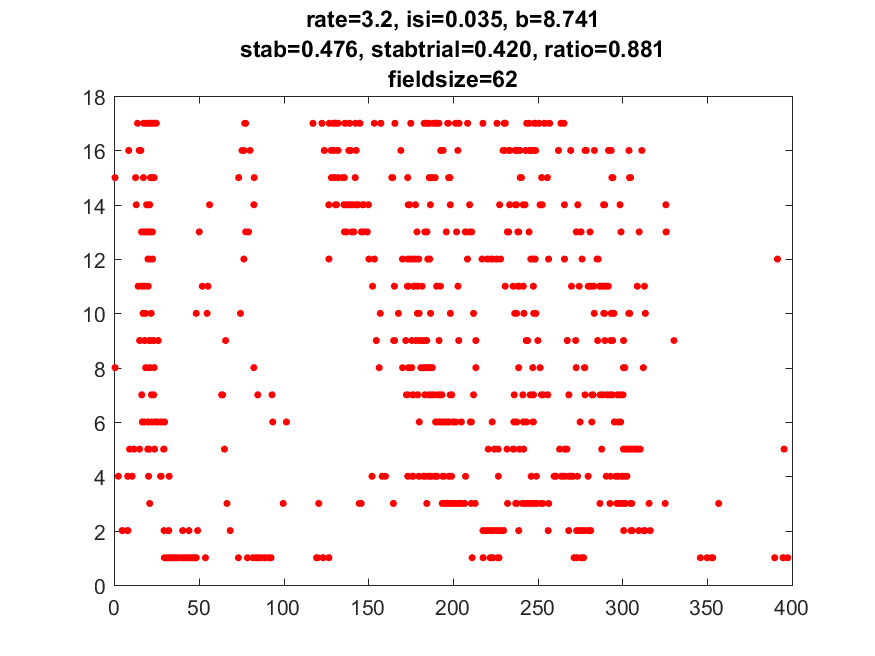 rate=3.2, isi=0.035, b=8.741
stab=0.476, stabtrial=0.420, ratio=0.881
fieldsize=62
18
16
14
12
10
8
6
4
2
0
0 50 100 150 200 250 300 350 400